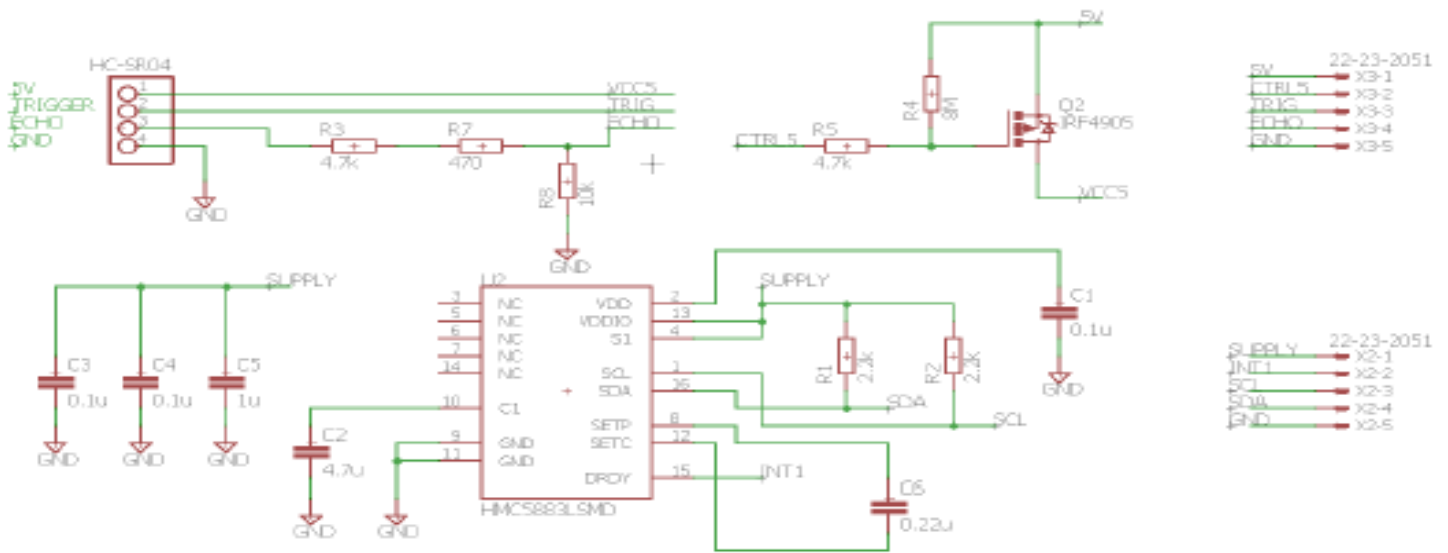 HC-SR04
5V
TRIGGER
ECHO
GND
1
2
3
4
VCC5
TRIG
ECHO
R3
4.7k
R7
470
R8
10k
GND
GND
5V
R4
8M
Q2
IRF4905
CTRL5
R5
4.7k
VCC5
22-23-2051
5V
X3-1
CTRL5
X3-2
TRIG
X3-3
ECHO
X3-4
GND
X3-5
SUPPLY
C3
0.1u
C4
0.1u
C5
1u
GND
GND
GND
C2
4.7u
GND
GND
U2
3
NC
5
NC
6
NC
7
NC
14
NC
10
C1
9
GND
11
GND
VDD
2
VDDIO
13
S1
4
SCL
1
SDA
16
SETP
8
SETC
12
DRDY
15
INT1
HMC5883LSMD
SUPPLY
R1
2.2k
R2
2.2k
SDA
SCL
C1
0.1u
GND
C6
0.22u
22-23-2051
SUPPLY
X2-1
INT1
X2-2
SCL
X2-3
SDA
X2-4
GND
X2-5